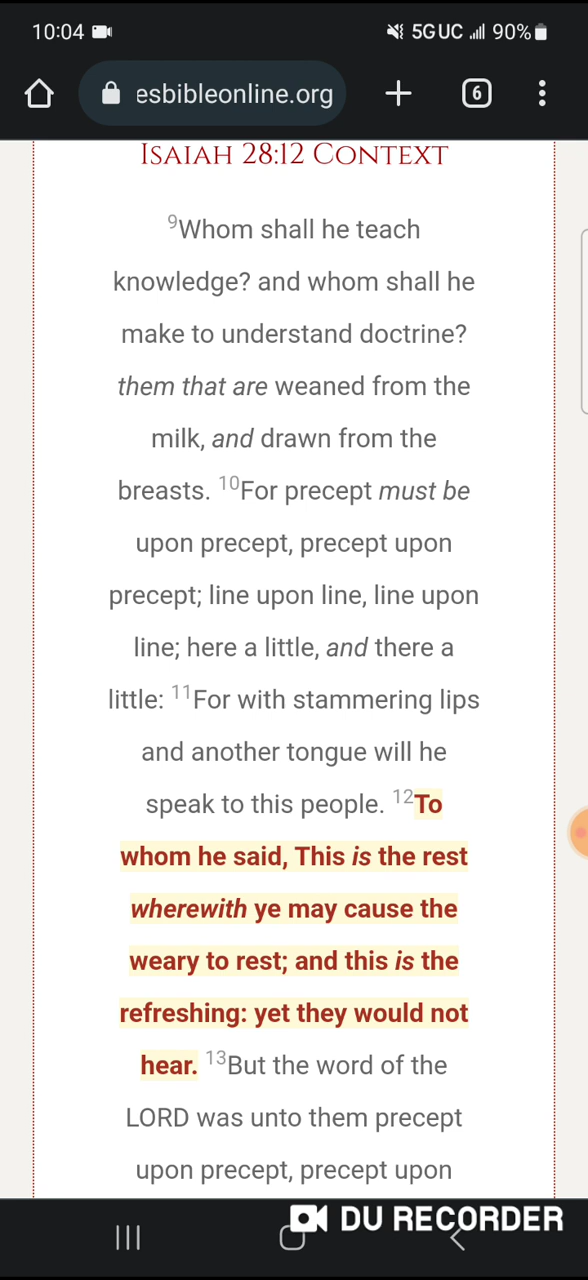 10:04 5G UC 90%
esbibleonline.org 6
ISAIAH 28:12 CONTEXT
9Whom shall he teach
knowledge? and whom shall he
make to understand doctrine?
them that are weaned from the
milk, and drawn from the
breasts. 10For precept must be
upon precept, precept upon
precept; line upon line, line upon
line; here a little, and there a
little: 11For with stammering lips
and another tongue will he
speak to this people. 12To
whom he said, This is the rest
wherewith ye may cause the
weary to rest; and this is the
refreshing: yet they would not
hear. 13But the word of the
LORD was unto them precept
upon precept, precept upon
DU RECORDER